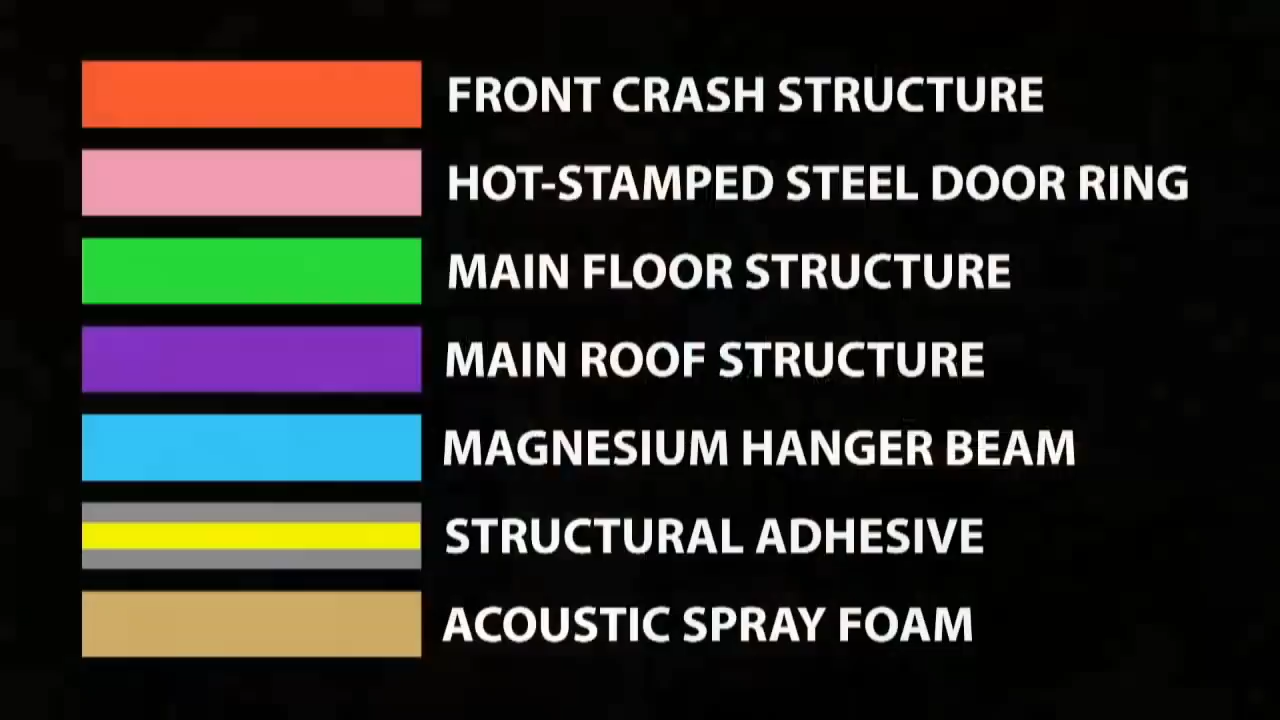 FRONT CRASH STRUCTURE
HOT-STAMPED STEEL DOOR RING
MAIN FLOOR STRUCTURE
MAIN ROOF STRUCTURE
MAGNESIUM HANGER BEAM
STRUCTURAL ADHESIVE
ACOUSTIC SPRAY FOAM